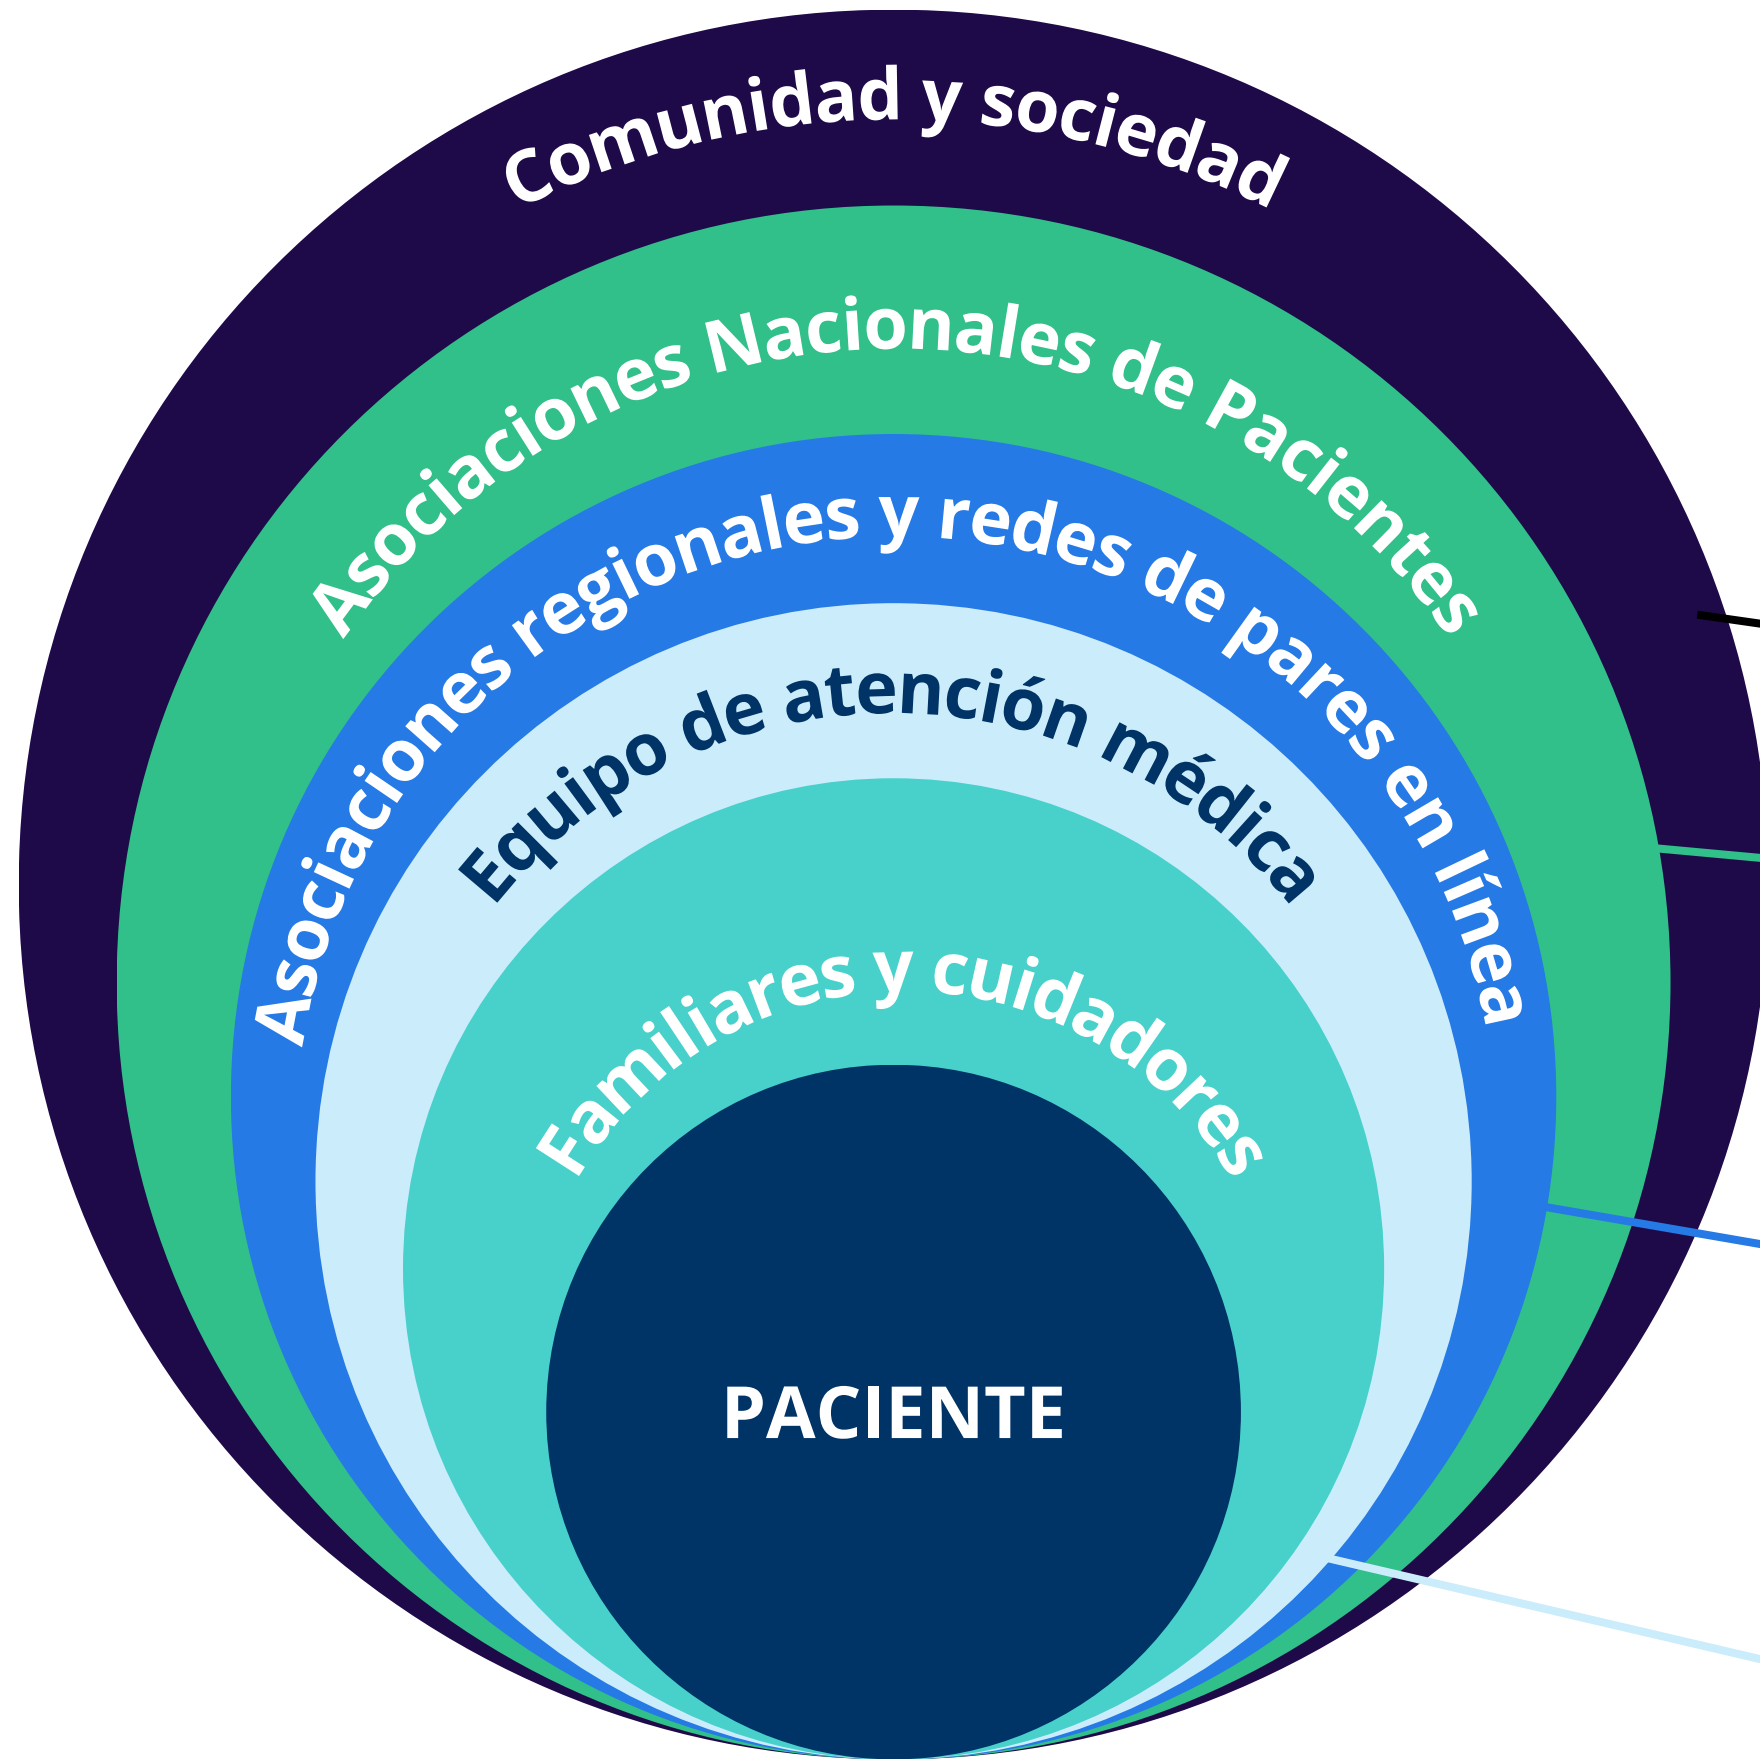 Comunidad y sociedad
Asociaciones Nacionales de Pacientes
Asociaciones regionales y redes de pares en línea
Equipo de atención médica
Familiares y cuidadores
PACIENTE